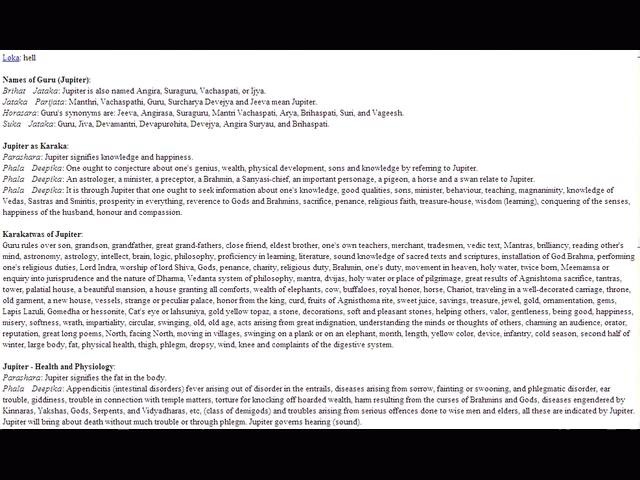 Loka: hell
Names of Guru (Jupiter):
Brihat Jataka: Jupiter is also named Angira, Suraguru, Vachaspati, or Ijya.
Jataka Parijata: Manthri, Vachaspathi, Guru, Surcharya Devejya and Jeeva mean Jupiter.
Horasara: Guru's synonyms are: Jeeva, Angirasa, Suraguru, Mantri Vachaspati, Arya, Brihaspati, Suri, and Vageesh.
Suka Jataka: Guru, Jiva, Devamantri, Devapurohita, Devejya, Angira Suryau, and Brihaspati.
Jupiter as Karaka:
Parashara: Jupiter signifies knowledge and happiness.
Phala Deepika: One ought to conjecture about one's genius, wealth, physical development, sons and knowledge by referring to Jupiter.
Phala Deepika: An astrologer, a minister, a preceptor, a Brahmin, a Sanyasi-chief, an important personage, a pigeon, a horse and a swan relate to Jupiter.
Phala Deepika: It is through Jupiter that one ought to seek information about one's knowledge, good qualities, sons, minister, behaviour, teaching, magnanimity, knowledge of
Vedas, Sastras and Smiritis, prosperity in everything, reverence to Gods and Brahmins, sacrifice, penance, religious faith, treasure-house, wisdom (learning), conquering of the senses,
happiness of the husband, honour and compassion.
Karakatwas of Jupiter:
Guru rules over son, grandson, grandfather, great grand-fathers, close friend, eldest brother, one's own teachers, merchant, tradesmen, vedic text, Mantras, brilliancy, reading other's
mind, astronomy, astrology, intellect, brain, logic, philosophy, proficiency in learning, literature, sound knowledge of sacred texts and scriptures, installation of God Brahma, performing
one's religious duties, Lord Indra, worship of lord Shiva, Gods, penance, charity, religious duty, Brahmin, one's duty, movement in heaven, holy water, twice born, Meemamsa or
enquiry into jurisprudence and the nature of Dharma, Vedanta system of philosophy, mantra, dvijas, holy water or place of pilgrimage, great results of Agnishtoma sacrifice, tantras,
tower, palatial house, a beautiful mansion, a house granting all comforts, wealth of elephants, cow, buffaloes, royal honor, horse, Chariot, traveling in a well-decorated carriage, throne,
old garment, a new house, vessels, strange or peculiar palace, honor from the king, curd, fruits of Agnisthoma rite, sweet juice, savings, treasure, jewel, gold, ornamentation, gems,
Lapis Lazuli, Gomedha or hessonite, Cat's eye or lahsuniya, gold yellow topaz, a stone, decorations, soft and pleasant stones, helping others, valor, gentleness, being good, happiness,
misery, softness, wrath, impartiality, circular, swinging, old, old age, acts arising from great indignation, understanding the minds or thoughts of others, charming an audience, orator,
reputation, great long poems, North, facing North, moving in villages, swinging on a plank or on an elephant, month, length, yellow color, device, infantry, cold season, second half of
winter, large body, fat, physical health, thigh, phlegm, dropsy, wind, knee and complaints of the digestive system.
Jupiter - Health and Physiology:
Parashara: Jupiter signifies the fat in the body.
Phala Deepika: Appendicitis (intestinal disorders) fever arising out of disorder in the entrails, diseases arising from sorrow, fainting or swooning, and phlegmatic disorder, ear
trouble, giddiness, trouble in connection with temple matters, torture for knocking off hoarded wealth, harm resulting from the curses of Brahmins and Gods, diseases engendered by
Kinnaras, Yakshas, Gods, Serpents, and Vidyadharas, etc, (class of demigods) and troubles arising from serious offences done to wise men and elders, all these are indicated by Jupiter.
Jupiter will bring about death without much trouble or through phlegm. Jupiter governs hearing (sound).